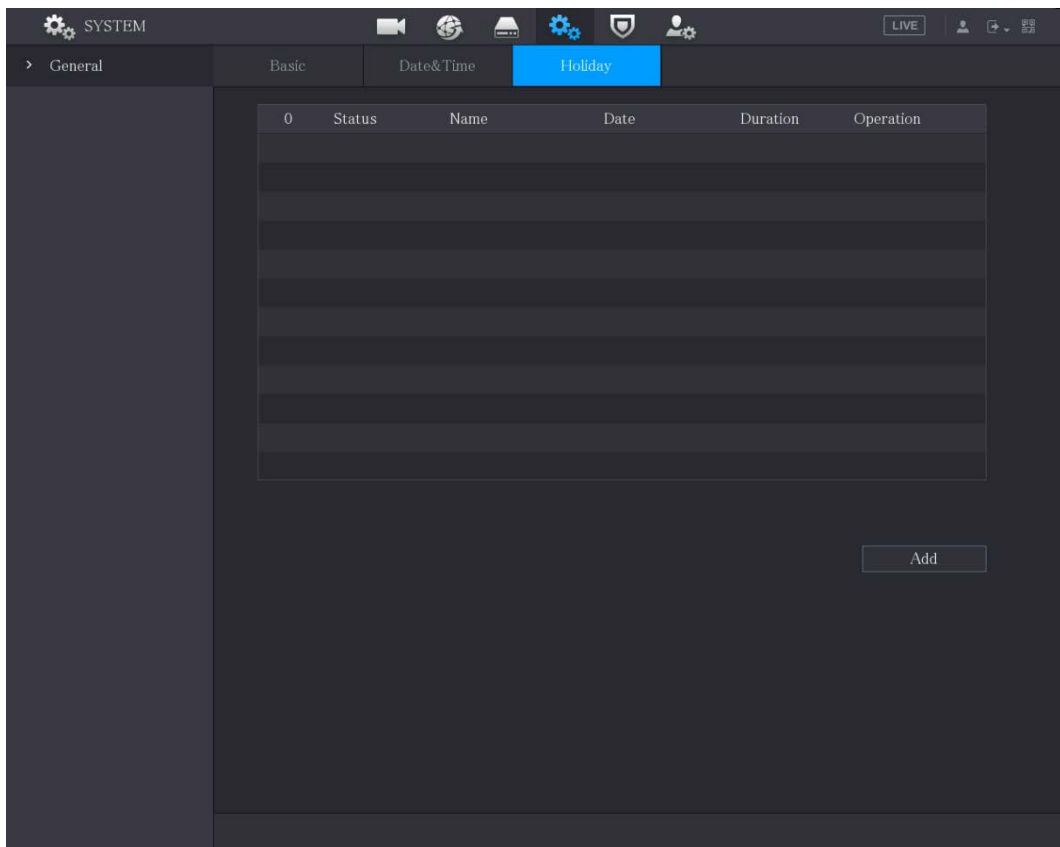 SYSTEM LIVE
General Basic Date&Time Holiday
0 Status Name Date Duration Operation
Add